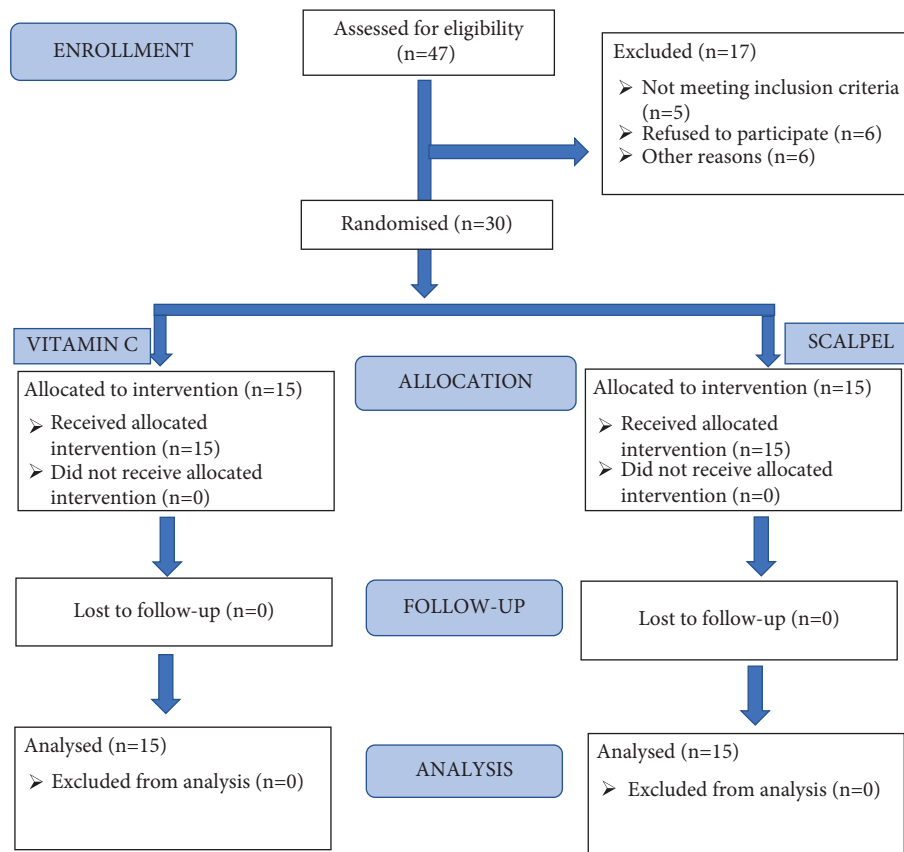 ENROLLMENT
Assessed for eligibility
(n=47)
Excluded (n=17)
➢ Not meeting inclusion criteria
(n=5)
➢ Refused to participate (n=6)
➢ Other reasons (n=6)
Randomised (n=30)
VITAMIN C
SCALPEL
ALLOCATION
Allocated to intervention (n=15)
➢ Received allocated
intervention (n=15)
➢ Did not receive allocated
intervention (n=0)
Allocated to intervention (n=15)
➢ Received allocated
intervention (n=15)
➢ Did not receive allocated
intervention (n=0)
Lost to follow-up (n=0)
FOLLOW-UP
Lost to follow-up (n=0)
Analysed (n=15)
➢ Excluded from analysis (n=0)
ANALYSIS
Analysed (n=15)
➢ Excluded from analysis (n=0)